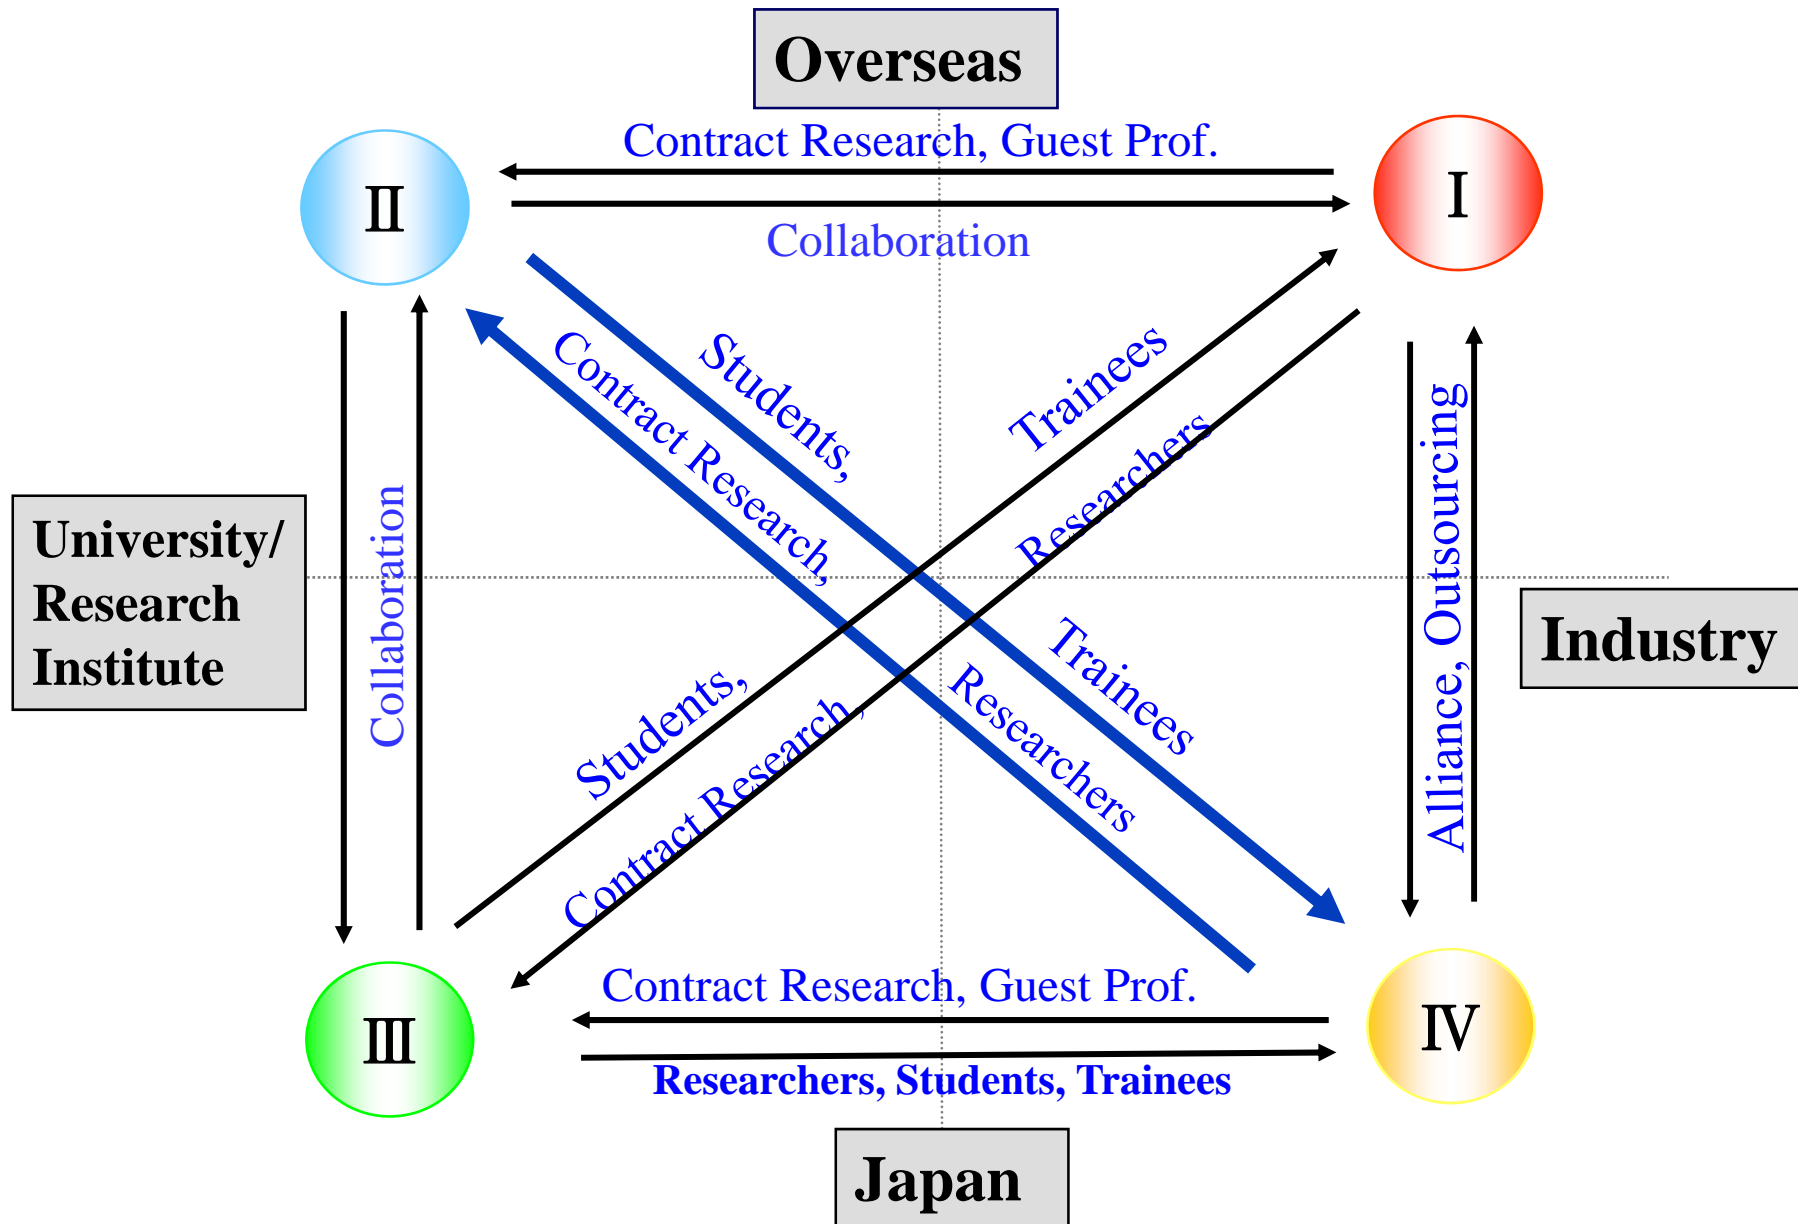 Overseas
Contract Research, Guest Prof.
Ⅱ
Ⅰ
Collaboration
Students,
Trainees
Contract Research,
Researchers
University/
Research
Institute
Collaboration
Alliance, Outsourcing
Industry
Students,
Trainees
Contract Research,
Researchers
Contract Research, Guest Prof.
Ⅲ
Ⅳ
Researchers, Students, Trainees
Japan